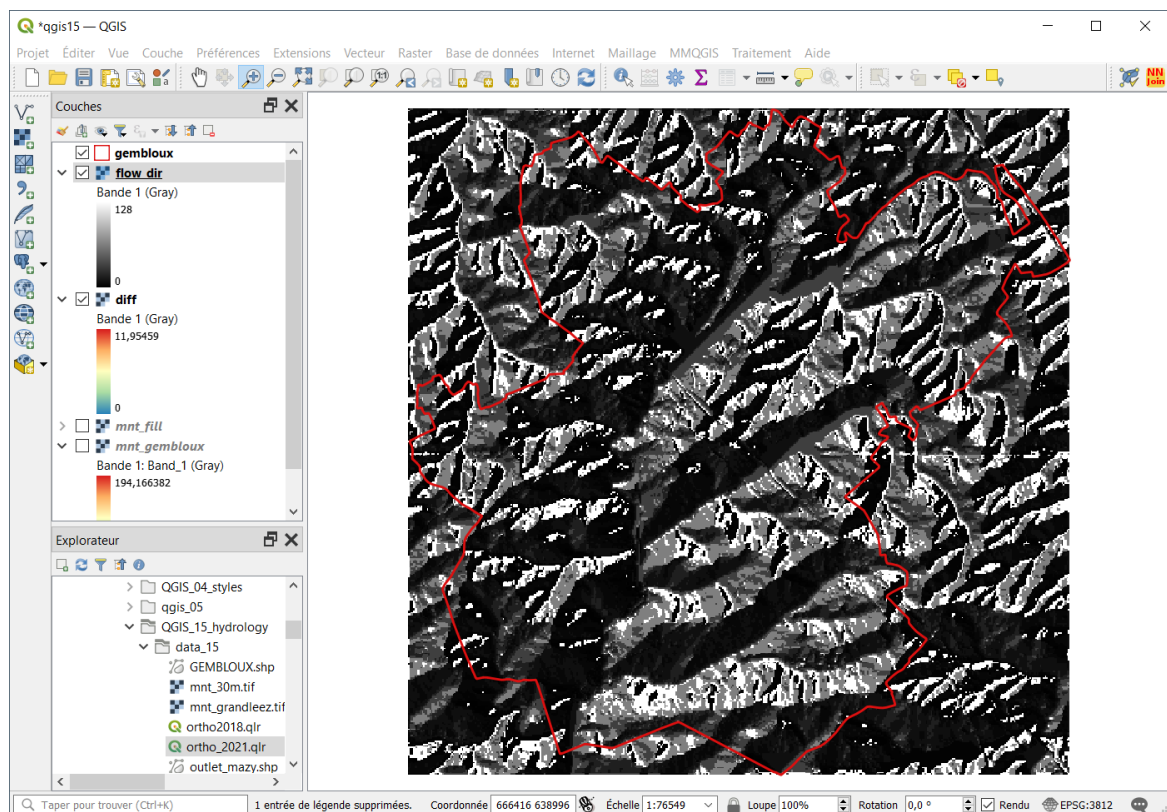 *qgis15 — QGIS
Projet Éditer Vue Couche Préférences Extensions Vecteur Raster Base de données Internet Maillage MMQGIS Traitement Aide
NN
Join
Couches
gembloux
flow_dir
Bande 1 (Gray)
128
0
diff
Bande 1 (Gray)
11,95459
0
mnt_fill
mnt_gembloux
Bande 1: Band_1 (Gray)
194,166382
Explorateur
QGIS_04_styles
qgis_05
QGIS_15_hydrology
data_15
GEMBLOUX.shp
mnt_30m.tif
mnt_grandleez.tif
ortho2018.qlr
ortho_2021.qlr
outlet_mazy.shp
Taper pour trouver (Ctrl+K) 1 entrée de légende supprimées. Coordonnée 666416 638996 Échelle 1:76549 Loupe 100% Rotation 0,0 ° Rendu EPSG:3812